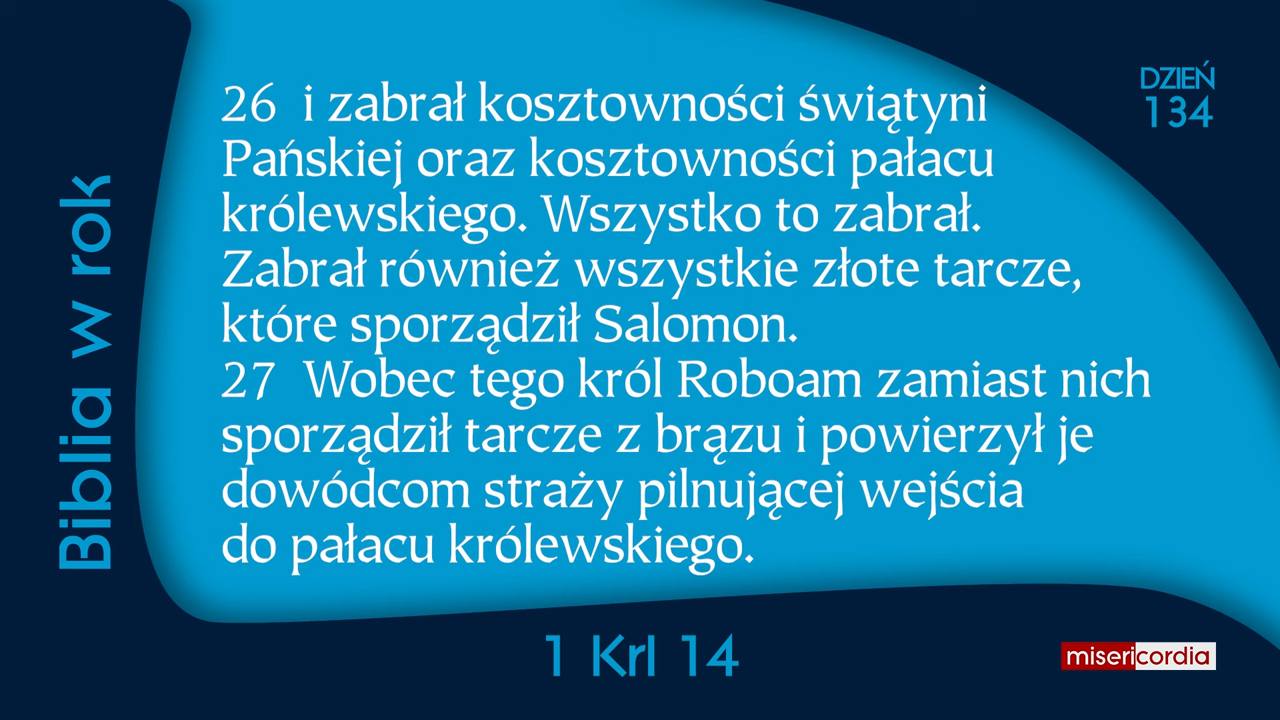 Biblia w rok
DZIEŃ
134
26 i zabrał kosztowności świątyni
Pańskiej oraz kosztowności pałacu
królewskiego. Wszystko to zabrał.
Zabrał również wszystkie złote tarcze,
które sporządził Salomon.
27 Wobec tego król Roboam zamiast nich
sporządził tarcze z brązu i powierzył je
dowódcom straży pilnującej wejścia
do pałacu królewskiego.
1 Krl 14
misericordia